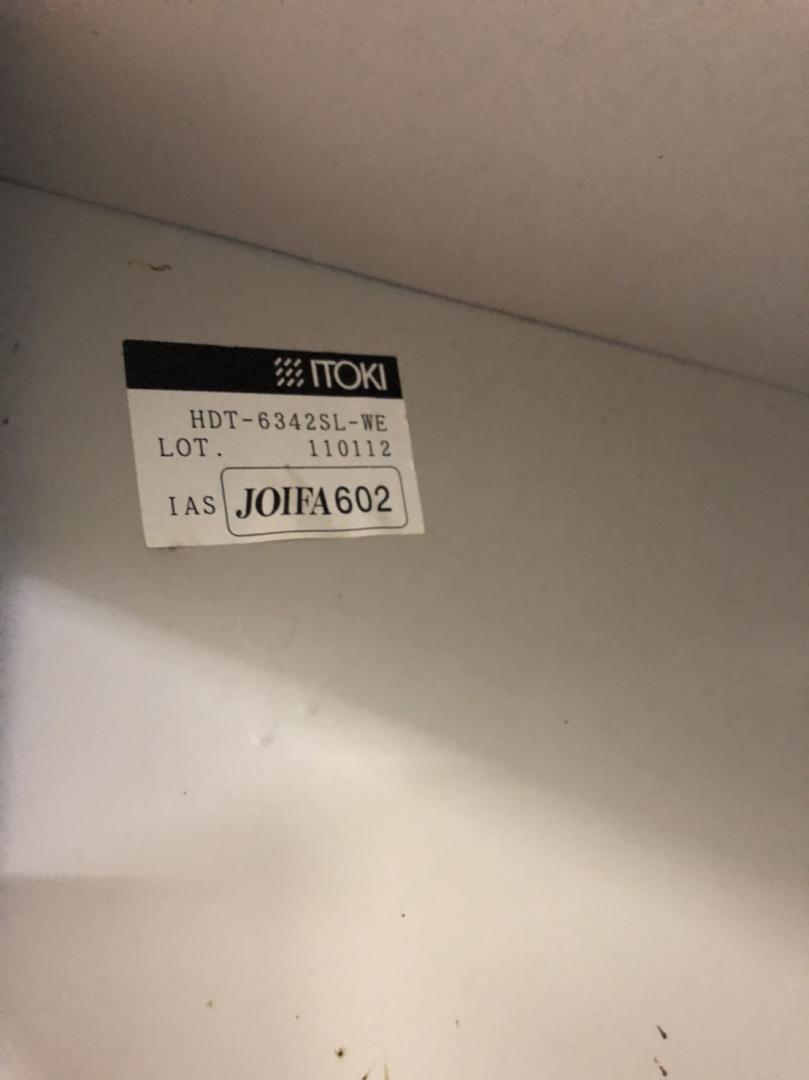 ITOKI
HDT-6342SL-WE
LOT. 110112
IAS JOIFA602